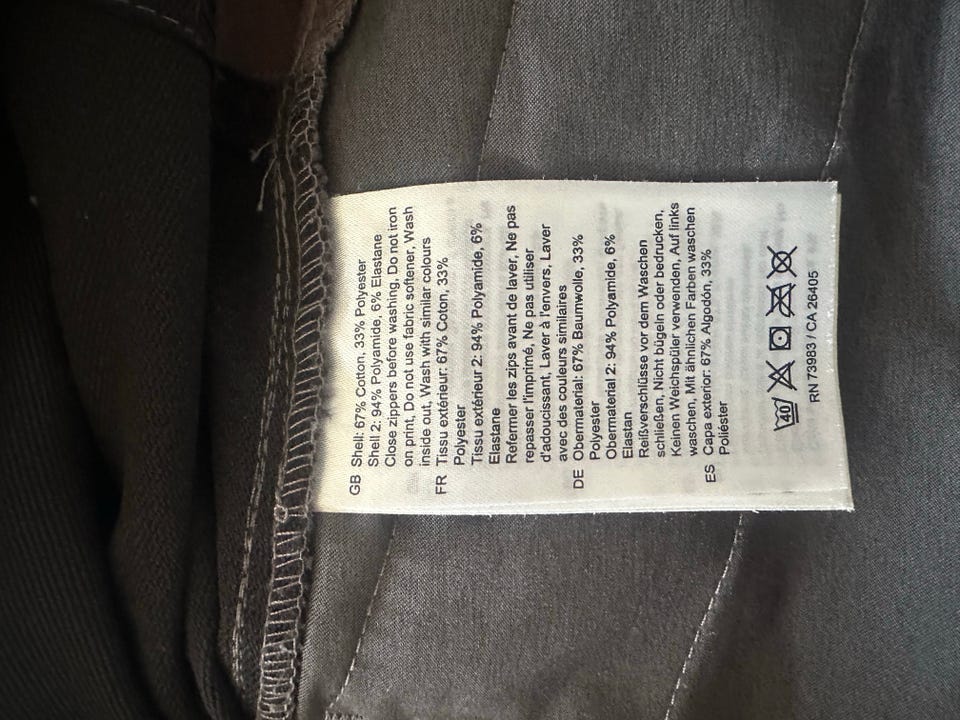 GB Shell: 67% Cotton, 33% Polyester
Shell 2: 94% Polyamide, 6% Elastane
Close zippers before washing, Do not iron
on print, Do not use fabric softener, Wash
inside out, Wash with similar colours
FR Tissu extérieur: 67% Coton, 33%
Polyester
Tissu extérieur 2: 94% Polyamide, 6%
Elastane
Refermer les zips avant de laver, Ne pas
repasser l'imprimé, Ne pas utiliser
d'adoucissant, Laver à l'envers, Laver
avec des couleurs similaires
DE Obermaterial: 67% Baumwolle, 33%
Polyester
Obermaterial 2: 94% Polyamide, 6%
Elastan
Reißverschlüsse vor dem Waschen
schließen, Nicht bügeln oder bedrucken,
Keinen Weichspüler verwenden, Auf links
waschen, Mit ähnlichen Farben waschen
ES Capa exterior: 67% Algodón, 33%
Poliéster
40
RN 73983 / CA 26405